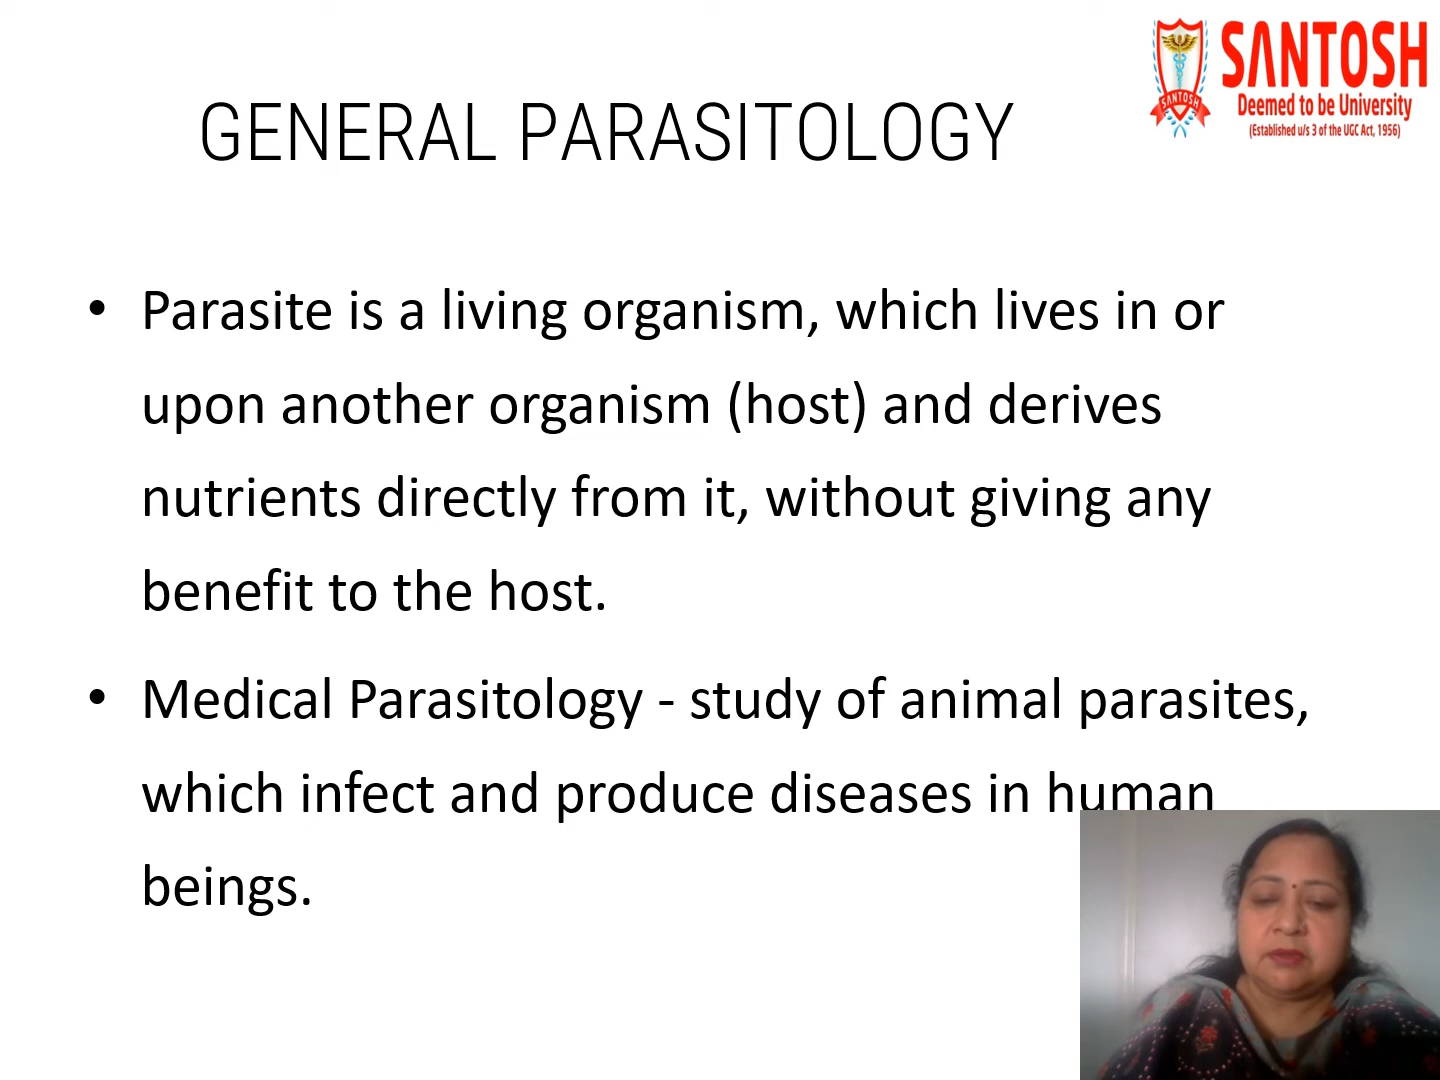 SANTOSH
Deemed to be University
(Established u/s 3 of the UGC Act, 1956)
SANTOSH
GENERAL PARASITOLOGY
• Parasite is a living organism, which lives in or
upon another organism (host) and derives
nutrients directly from it, without giving any
benefit to the host.
• Medical Parasitology - study of animal parasites,
which infect and produce diseases in human
beings.